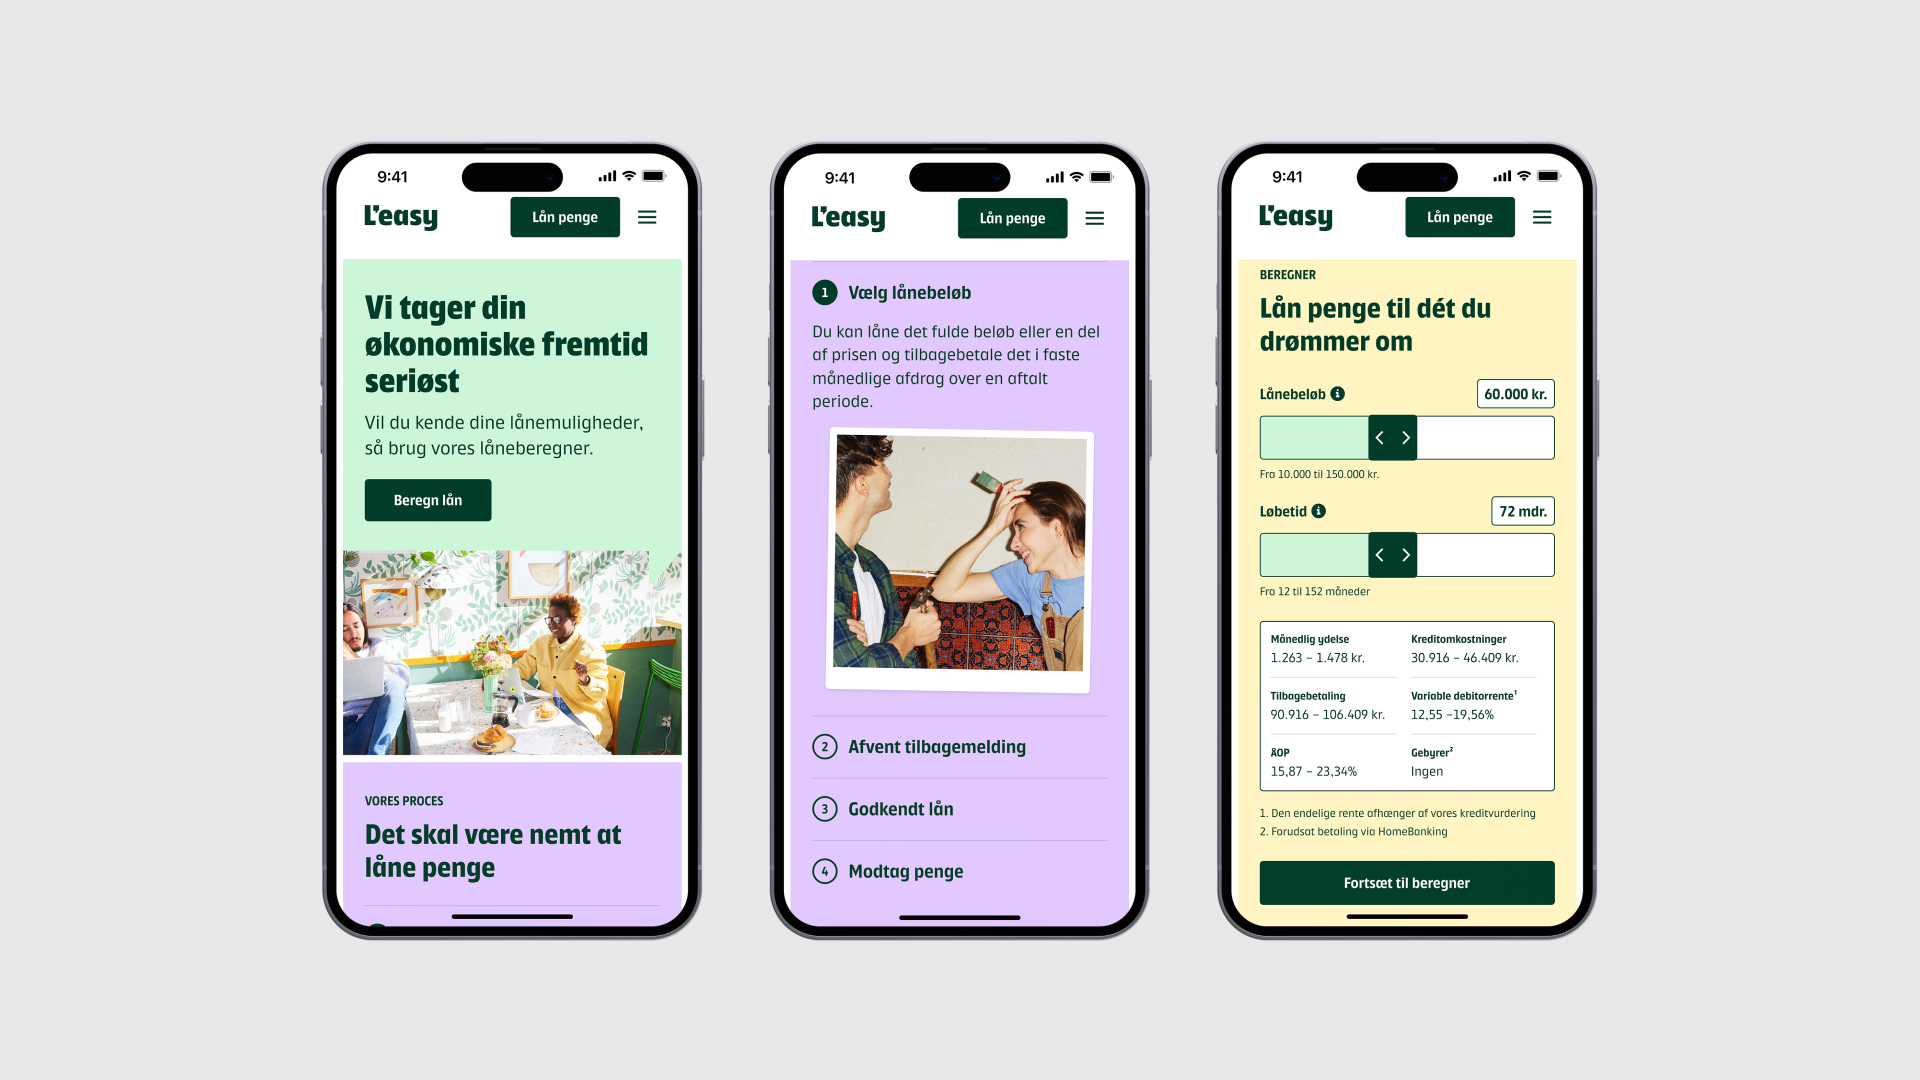 9:41
L'easy
Lån penge
Vi tager din
økonomiske fremtid
seriøst
Vil du kende dine lånemuligheder,
så brug vores låneberegner.
Beregn lån
VORES PROCES
Det skal være nemt at
låne penge
9:41
L'easy
Lån penge
1 Vælg lånebeløb
Du kan låne det fulde beløb eller en del
af prisen og tilbagebetale det i faste
månedlige afdrag over en aftalt
periode.
2 Afvent tilbagemelding
3 Godkendt lån
4 Modtag penge
9:41
L'easy
Lån penge
BEREGNER
Lån penge til dét du
drømmer om
Lånebeløb i 60.000 kr.
Fra 10.000 til 150.000 kr.
Løbetid i 72 mdr.
Fra 12 til 152 måneder
Månedlig ydelse Kreditomkostninger
1.263 – 1.478 kr. 30.916 – 46.409 kr.
Tilbagebetaling Variable debitorrente¹
90.916 – 106.409 kr. 12,55 –19,56%
ÅOP Gebyrer²
15,87 – 23,34% Ingen
1. Den endelige rente afhænger af vores kreditvurdering
2. Forudsat betaling via HomeBanking
Fortsæt til beregner